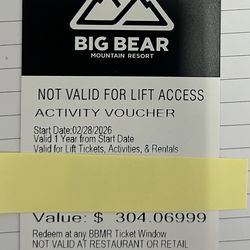 BIG BEAR
MOUNTAIN RESORT
NOT VALID FOR LIFT ACCESS
ACTIVITY VOUCHER
Start Date:02/28/2026
Valid 1 Year from Start Date
Valid for Lift Tickets, Activities, & Rentals
Value: $ 304.06999
Redeem at any BBMR Ticket Window
NOT VALID AT RESTAURANT OR RETAIL